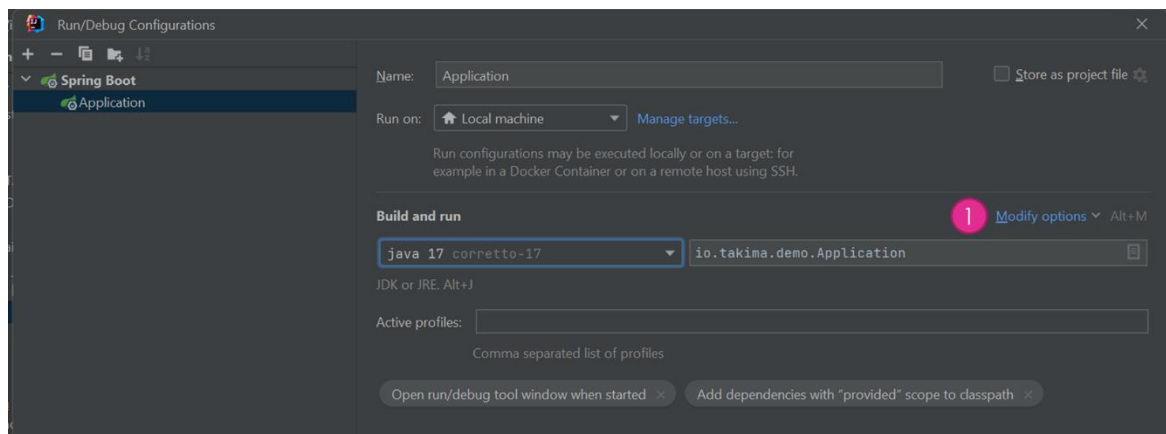 Run/Debug Configurations
Spring Boot
Application
Name: Application
Store as project file
Run on: Local machine Manage targets...
Run configurations may be executed locally or on a target: for
example in a Docker Container or on a remote host using SSH.
Build and run
1 Modify options Alt+M
java 17 corretto-17 io.takima.demo.Application
JDK or JRE. Alt+J
Active profiles:
Comma separated list of profiles
Open run/debug tool window when started × Add dependencies with “provided” scope to classpath ×